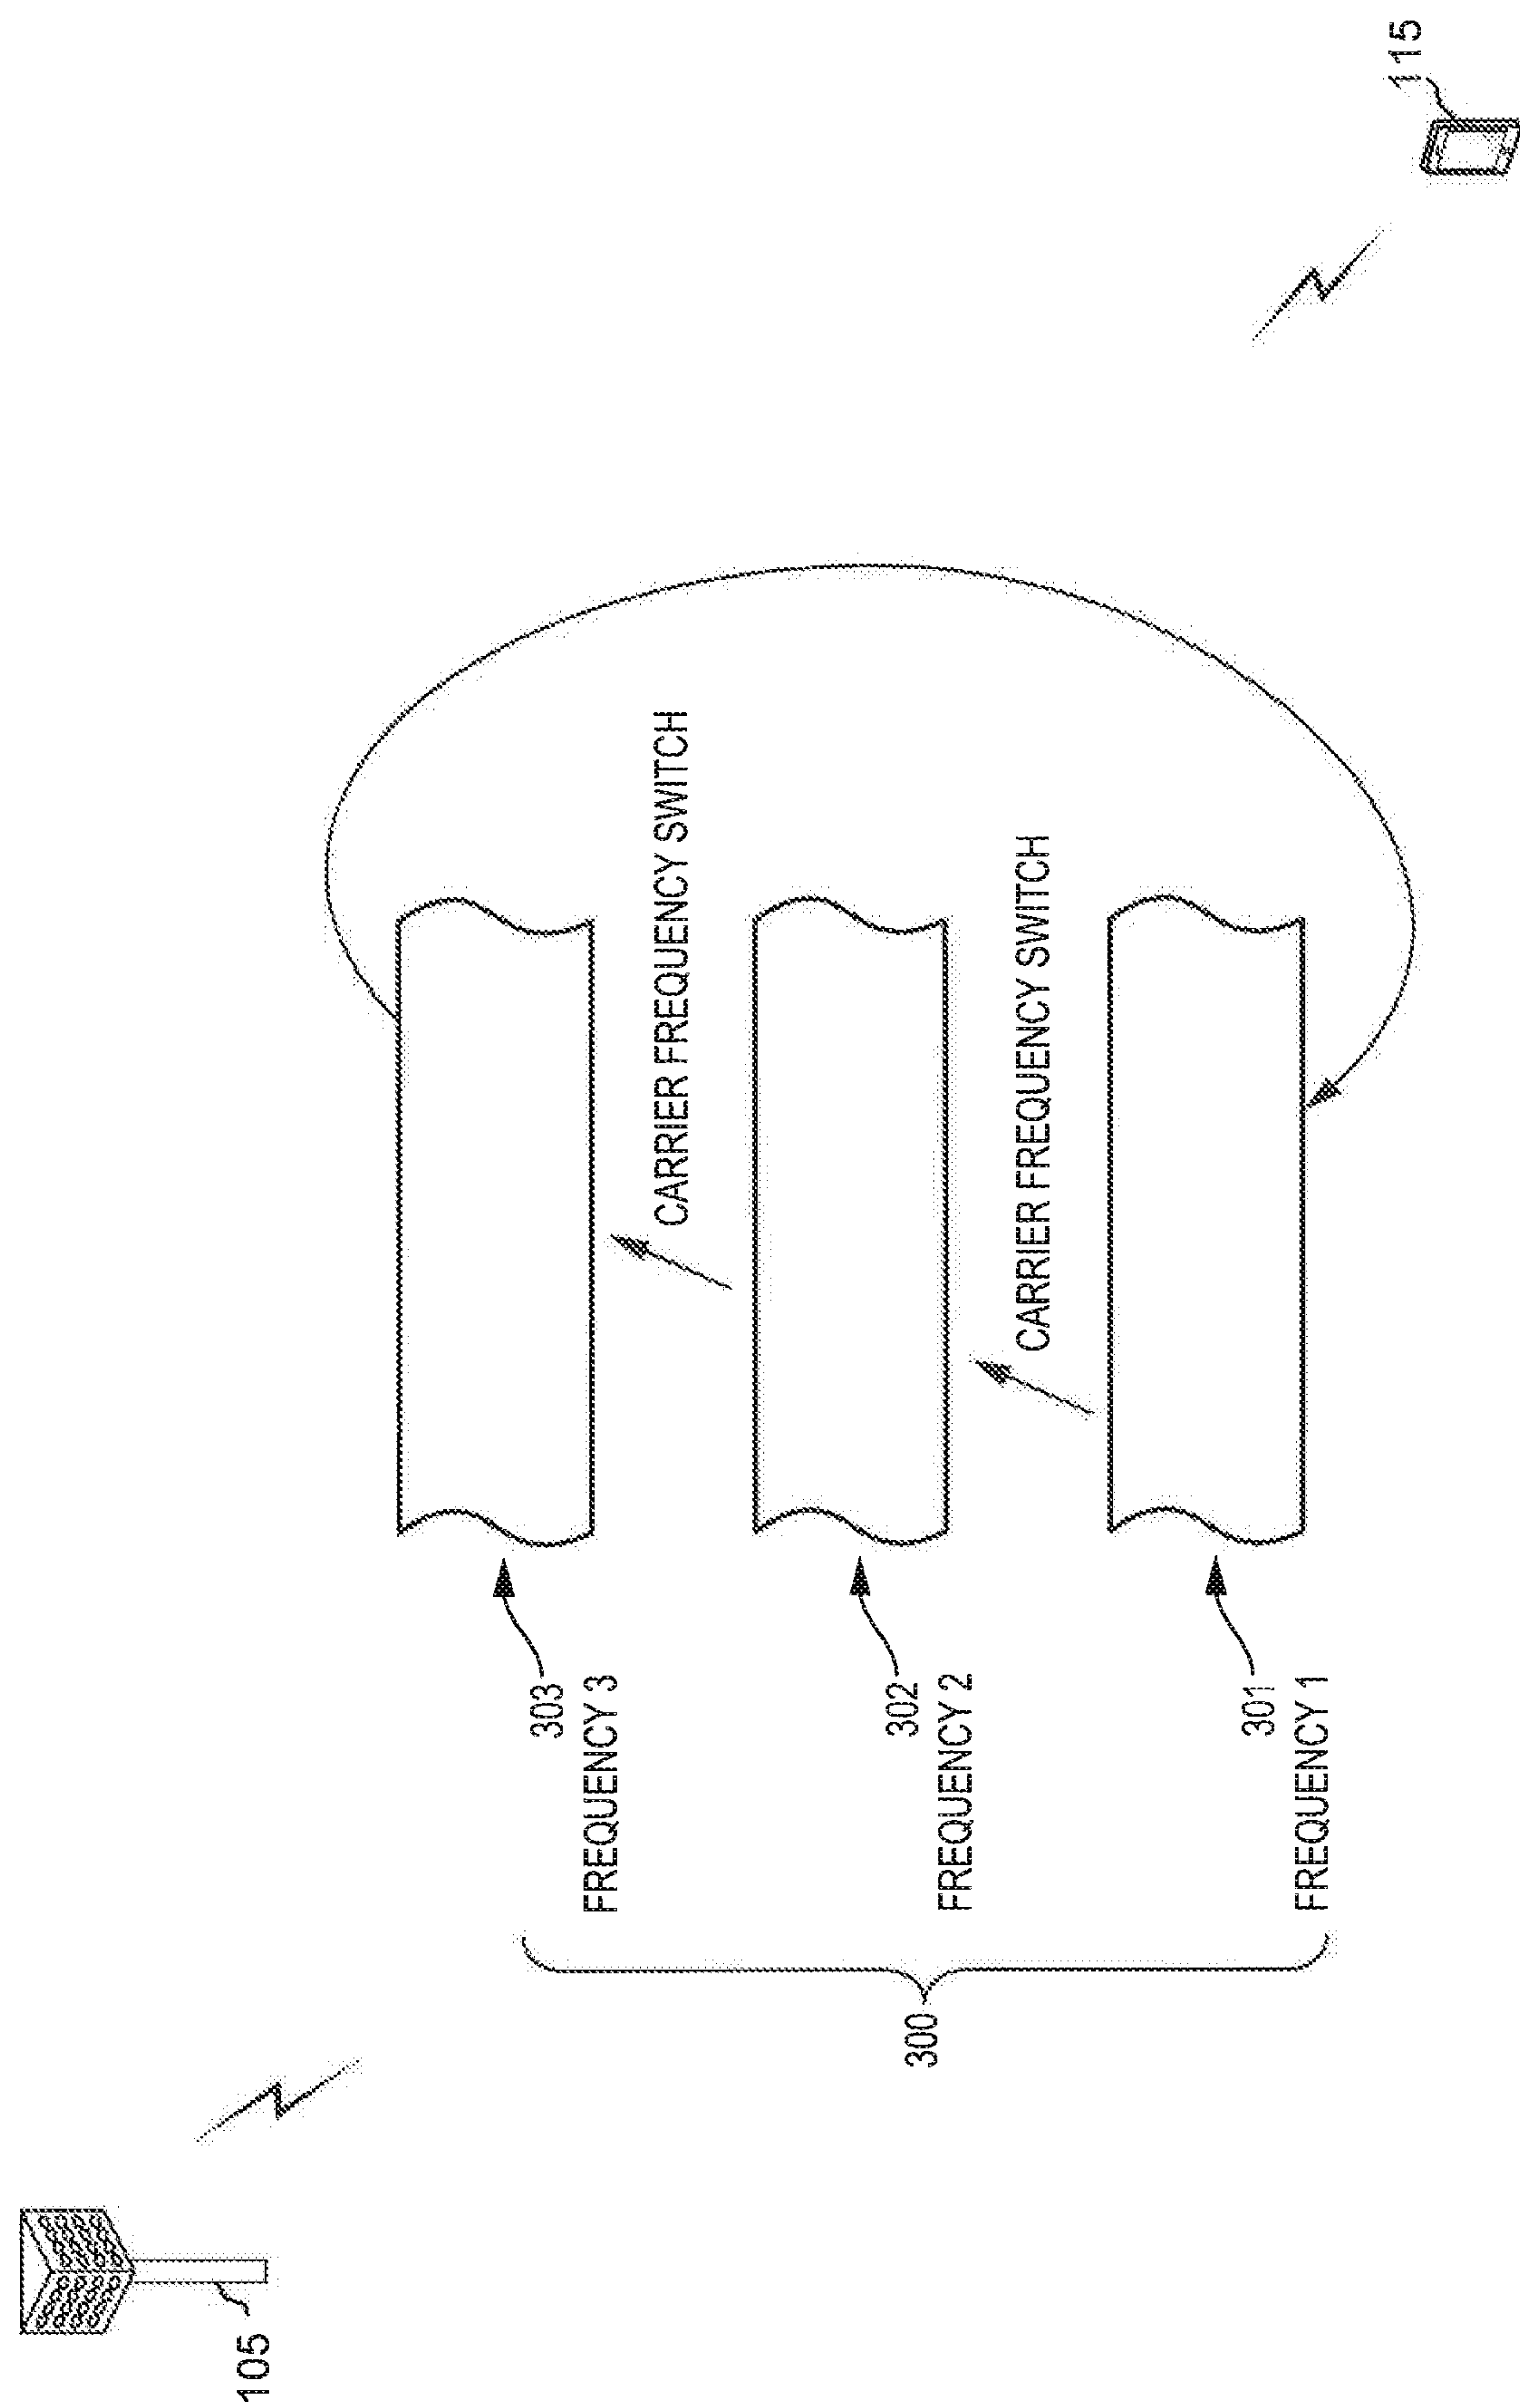 105
300
303
FREQUENCY 3
CARRIER FREQUENCY SWITCH
302
FREQUENCY 2
CARRIER FREQUENCY SWITCH
301
FREQUENCY 1
115